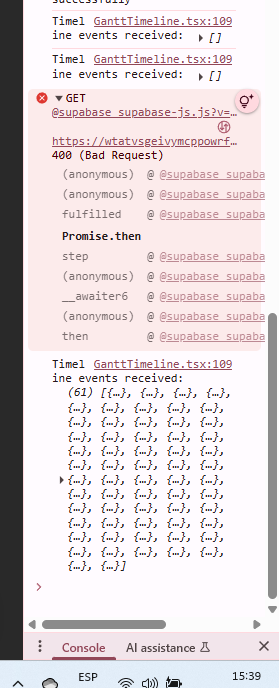 successfully
Timel GanttTimeline.tsx:109
ine events received: ▶ []
Timel GanttTimeline.tsx:109
ine events received: ▶ []
▼GET
@supabase_supabase-js.js?v=…
https://wtatvsgeivymcppowrf…
400 (Bad Request)
(anonymous) @ @supabase_supaba
(anonymous) @ @supabase_supaba
fulfilled @ @supabase_supaba
Promise.then
step @ @supabase_supaba
(anonymous) @ @supabase_supaba
__awaiter6 @ @supabase_supaba
(anonymous) @ @supabase_supaba
then @ @supabase_supaba
Timel GanttTimeline.tsx:109
ine events received:
(61) [{…}, {…}, {…}, {…},
{…}, {…}, {…}, {…}, {…},
{…}, {…}, {…}, {…}, {…},
{…}, {…}, {…}, {…}, {…},
{…}, {…}, {…}, {…}, {…},
{…}, {…}, {…}, {…}, {…},
▶ {…}, {…}, {…}, {…}, {…},
{…}, {…}, {…}, {…}, {…},
{…}, {…}, {…}, {…}, {…},
{…}, {…}, {…}, {…}, {…},
{…}, {…}, {…}, {…}, {…},
{…}, {…}, {…}, {…}, {…},
{…}, {…}]
>
Console AI assistance
ESP 15:39